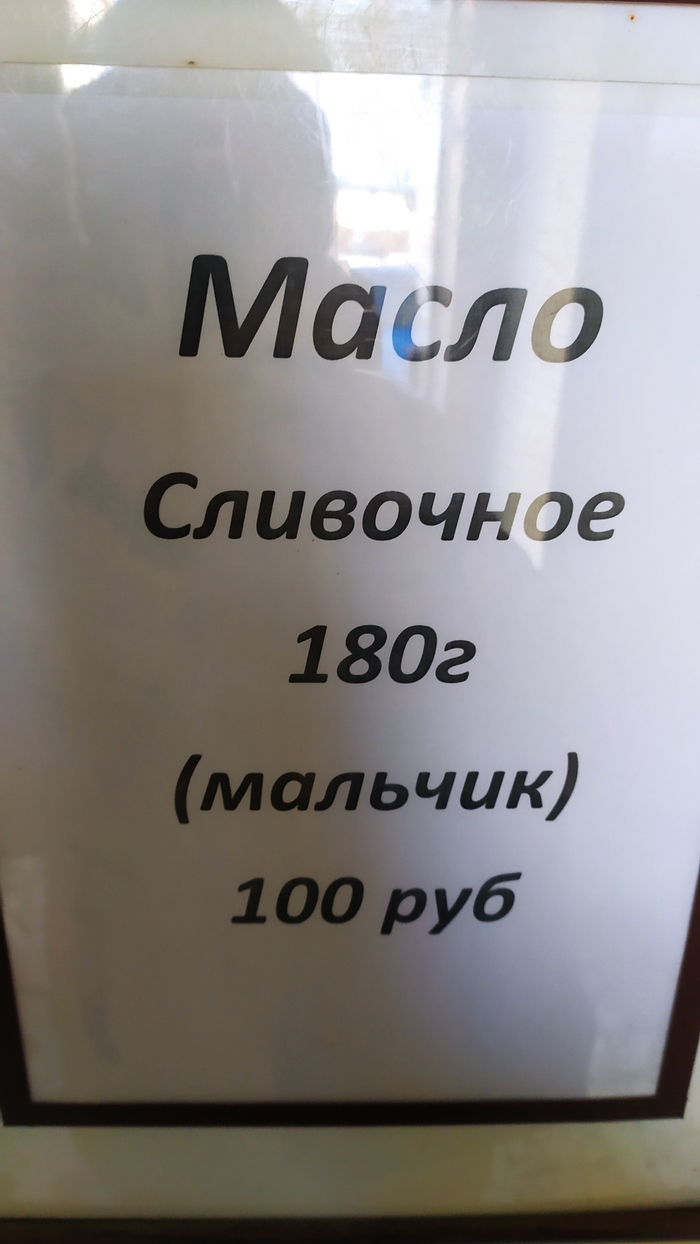 Масло
Сливочное
180г
(мальчик)
100 руб